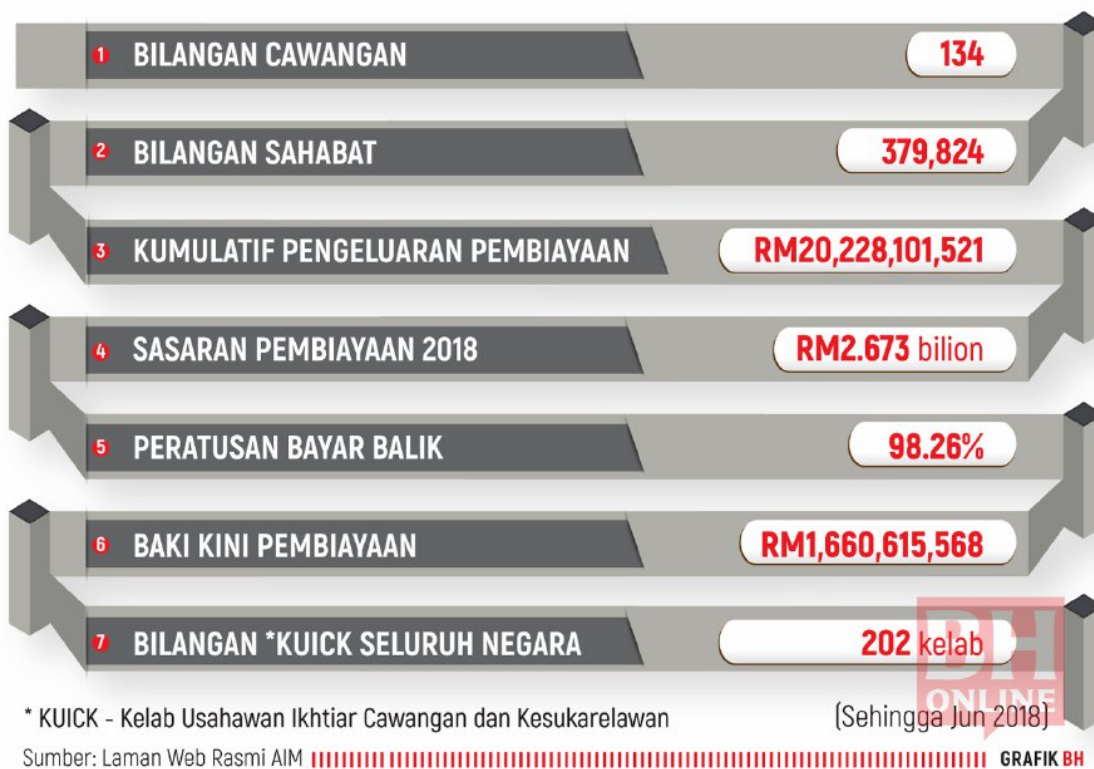 1 BILANGAN CAWANGAN 134
2 BILANGAN SAHABAT 379,824
3 KUMULATIF PENGELUARAN PEMBIAYAAN RM20,228,101,521
4 SASARAN PEMBIAYAAN 2018 RM2.673 bilion
5 PERATUSAN BAYAR BALIK 98.26%
6 BAKI KINI PEMBIAYAAN RM1,660,615,568
7 BILANGAN *KUICK SELURUH NEGARA 202 kelab
BH
ONLINE
* KUICK - Kelab Usahawan Ikhtiar Cawangan dan Kesukarelawan (Sehingga Jun 2018)
Sumber: Laman Web Rasmi AIM GRAFIK BH